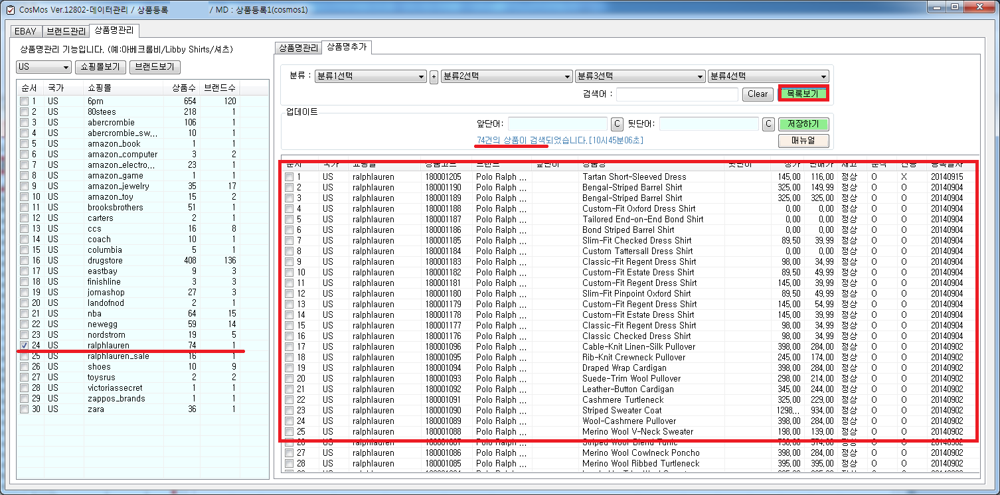 CosMos Ver.12802-데이터관리 / 상품등록 / MD : 상품등록1(cosmos1)
EBAY 브랜드관리 상품명관리
상품명관리 기능입니다. (예:아베크롬비/Libby Shirts/셔츠)
US 쇼핑몰보기 브랜드보기
순서 국가 쇼핑몰 상품수 브랜드수
1 US 6pm 654 120
2 US 80stees 218 1
3 US abercrombie 106 1
4 US abercrombie_sw... 10 1
5 US amazon_book 1 1
6 US amazon_computer 3 2
7 US amazon_electro... 23 1
8 US amazon_game 1 1
9 US amazon_jewelry 35 17
10 US amazon_toy 15 2
11 US brooksbrothers 51 1
12 US carters 2 1
13 US ccs 16 8
14 US coach 10 1
15 US columbia 5 1
16 US drugstore 408 136
17 US eastbay 9 3
18 US finishline 3 3
19 US jomashop 27 3
20 US landofnod 2 1
21 US nba 64 15
22 US newegg 59 14
23 US nordstrom 19 5
24 US ralphlauren 74 1
25 US ralphlauren_sale 16 1
26 US shoes 10 9
27 US toysrus 2 2
28 US victoriassecret 1 1
29 US zappos_brands 1 1
30 US zara 36 1
상품명관리 상품명추가
분류 : 분류1선택 + 분류2선택 분류3선택 분류4선택
검색어 : Clear 목록보기
업데이트
앞단어: C 뒷단어: C 저장하기
74건의 상품이 검색되었습니다.[10시45분06초] 매뉴얼
순서 국가 쇼핑몰 상품코드 브랜드 앞단어 상품명 뒷단어 정가 판매가 재고 분석 전송 등록일자
1 US ralphlauren 180001205 Polo Ralph ... Tartan Short-Sleeved Dress 145,00 116,00 정상 O X 20140915
2 US ralphlauren 180001190 Polo Ralph ... Bengal-Striped Barrel Shirt 325,00 149,99 정상 O O 20140904
3 US ralphlauren 180001189 Polo Ralph ... Bengal-Striped Barrel Shirt 325,00 325,00 정상 O O 20140904
4 US ralphlauren 180001188 Polo Ralph ... Custom-Fit Oxford Dress Shirt 0,00 0,00 정상 O O 20140904
5 US ralphlauren 180001187 Polo Ralph ... Tailored End-on-End Bond Shirt 0,00 0,00 정상 O O 20140904
6 US ralphlauren 180001186 Polo Ralph ... Bond Striped Barrel Shirt 0,00 0,00 정상 O O 20140904
7 US ralphlauren 180001185 Polo Ralph ... Slim-Fit Checked Dress Shirt 89,50 39,99 정상 O O 20140904
8 US ralphlauren 180001184 Polo Ralph ... Custom Tattersall Dress Shirt 0,00 0,00 정상 O O 20140904
9 US ralphlauren 180001183 Polo Ralph ... Classic-Fit Regent Dress Shirt 98,00 34,99 정상 O O 20140904
10 US ralphlauren 180001182 Polo Ralph ... Custom-Fit Estate Dress Shirt 89,50 49,99 정상 O O 20140904
11 US ralphlauren 180001181 Polo Ralph ... Custom-Fit Regent Dress Shirt 145,00 39,99 정상 O O 20140904
12 US ralphlauren 180001180 Polo Ralph ... Slim-Fit Pinpoint Oxford Shirt 89,50 49,99 정상 O O 20140904
13 US ralphlauren 180001179 Polo Ralph ... Custom-Fit Regent Dress Shirt 145,00 54,99 정상 O O 20140904
14 US ralphlauren 180001178 Polo Ralph ... Custom-Fit Estate Dress Shirt 145,00 39,99 정상 O O 20140904
15 US ralphlauren 180001177 Polo Ralph ... Classic-Fit Regent Dress Shirt 98,00 34,99 정상 O O 20140904
16 US ralphlauren 180001176 Polo Ralph ... Classic Checked Dress Shirt 98,00 34,99 정상 O O 20140904
17 US ralphlauren 180001096 Polo Ralph ... Cable-Knit Linen-Silk Pullover 398,00 284,00 정상 O O 20140902
18 US ralphlauren 180001095 Polo Ralph ... Rib-Knit Crewneck Pullover 245,00 174,00 정상 O O 20140902
19 US ralphlauren 180001094 Polo Ralph ... Draped Wrap Cardigan 398,00 284,00 정상 O O 20140902
20 US ralphlauren 180001093 Polo Ralph ... Suede-Trim Wool Pullover 298,00 214,00 정상 O O 20140902
21 US ralphlauren 180001092 Polo Ralph ... Leather-Button Cardigan 345,00 244,00 정상 O O 20140902
22 US ralphlauren 180001091 Polo Ralph ... Cashmere Turtleneck 325,00 229,00 정상 O O 20140902
23 US ralphlauren 180001090 Polo Ralph ... Striped Sweater Coat 1298,.. 934,00 정상 O O 20140902
24 US ralphlauren 180001089 Polo Ralph ... Wool-Cashmere Pullover 398,00 284,00 정상 O O 20140902
25 US ralphlauren 180001088 Polo Ralph ... Merino Wool V-Neck Sweater 198,00 139,00 정상 O O 20140902
26 US ralphlauren 180001087 Polo Ralph ... Striped Wool-Blend Tunic
27 US ralphlauren 180001086 Polo Ralph ... Merino Wool Cowlneck Poncho 398,00 284,00 정상 O O 20140902
28 US ralphlauren 180001085 Polo Ralph ... Merino Wool Ribbed Turtleneck 395,00 395,00 정상 O O 20140902